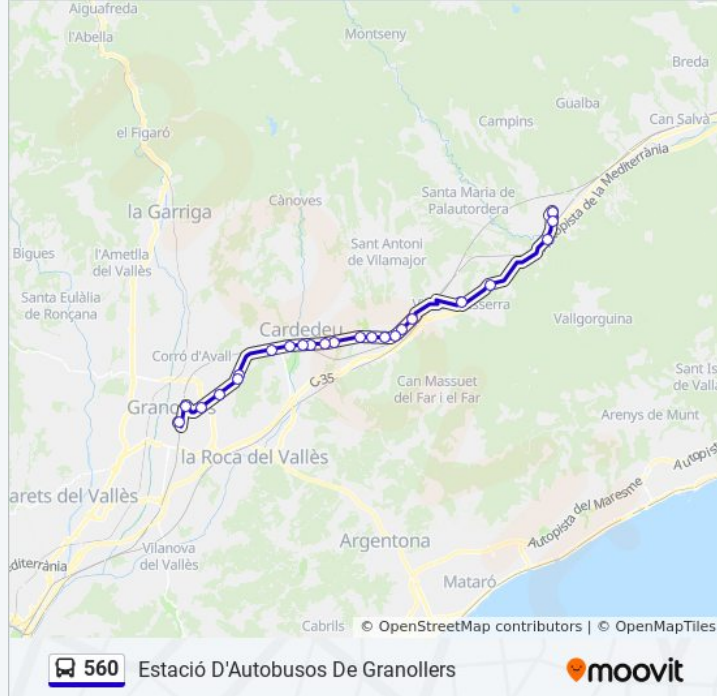 Aiguafreda
l'Abella
Montseny
Breda
Gualba
Campins
Can Salvà
el Figaró
Autopista de la Mediterrània
Santa Maria de
Palautordera
Cànoves
la Garriga
Sant Antoni
de Vilamajor
Bigues
l'Ametlla
del Vallès
Santa Eulàlia
de Ronçana
Vallgorguina
Cardedeu
Corró d'Avall
C-35
Can Massuet
del Far i el Far
Sant Is
de Valla
Arenys de Munt
la Roca del Vallès
Autopista
arets del Vallès
Autopista del Maresme
Argentona
Vilanova
del Vallès
diterrània
Mataró
Cabrils
© OpenStreetMap contributors | © OpenMapTiles
560 Estació D'Autobusos De Granollers
moovit